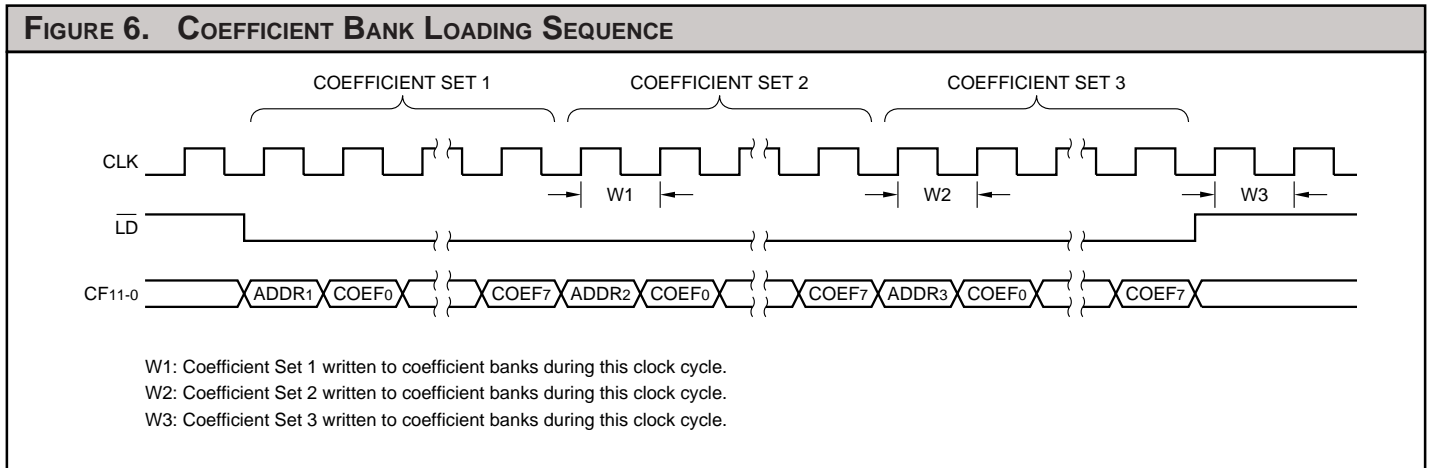 FIGURE 6. COEFFICIENT BANK LOADING SEQUENCE
COEFFICIENT SET 1 COEFFICIENT SET 2 COEFFICIENT SET 3
CLK
W1 W2 W3
LD
CF11-0 ADDR1 COEF0 COEF7 ADDR2 COEF0 COEF7 ADDR3 COEF0 COEF7
W1: Coefficient Set 1 written to coefficient banks during this clock cycle.
W2: Coefficient Set 2 written to coefficient banks during this clock cycle.
W3: Coefficient Set 3 written to coefficient banks during this clock cycle.